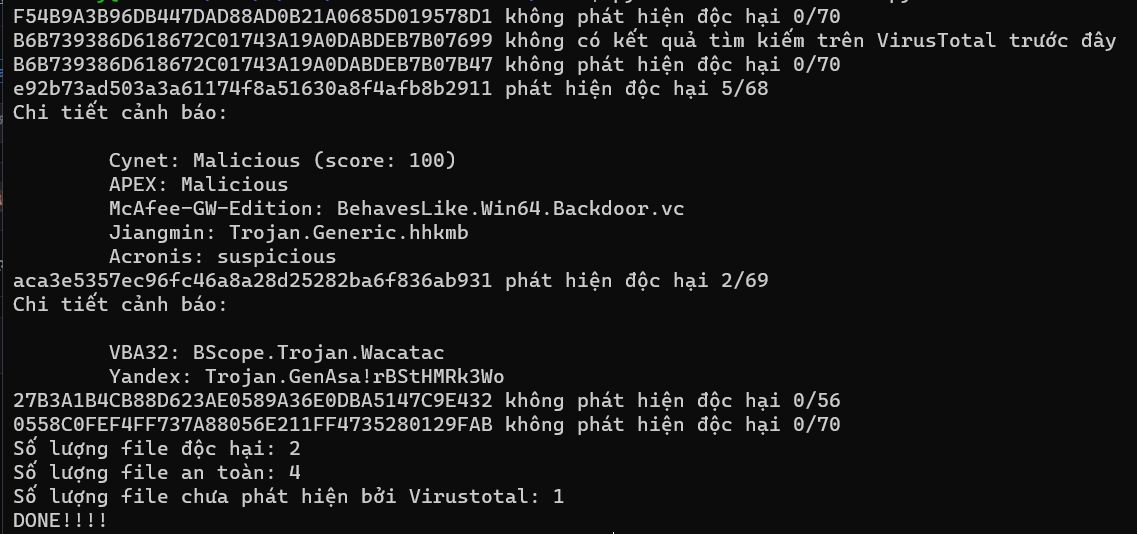 F54B9A3B96DB447DAD88AD0B21A0685D019578D1 không phát hiện độc hại 0/70
B6B739386D618672C01743A19A0DABDEB7B07699 không có kết quả tìm kiếm trên VirusTotal trước đây
B6B739386D618672C01743A19A0DABDEB7B07B47 không phát hiện độc hại 0/70
e92b73ad503a3a61174f8a51630a8f4afb8b2911 phát hiện độc hại 5/68
Chi tiết cảnh báo:
Cynet: Malicious (score: 100)
APEX: Malicious
McAfee-GW-Edition: BehavesLike.Win64.Backdoor.vc
Jiangmin: Trojan.Generic.hhkmb
Acronis: suspicious
aca3e5357ec96fc46a8a28d25282ba6f836ab931 phát hiện độc hại 2/69
Chi tiết cảnh báo:
VBA32: BScope.Trojan.Wacatac
Yandex: Trojan.GenAsa!rBStHMRk3Wo
27B3A1B4CB88D623AE0589A36E0DBA5147C9E432 không phát hiện độc hại 0/56
0558C0FEF4FF737A88056E211FF4735280129FAB không phát hiện độc hại 0/70
Số lượng file độc hại: 2
Số lượng file an toàn: 4
Số lượng file chưa phát hiện bởi Virustotal: 1
DONE!!!!